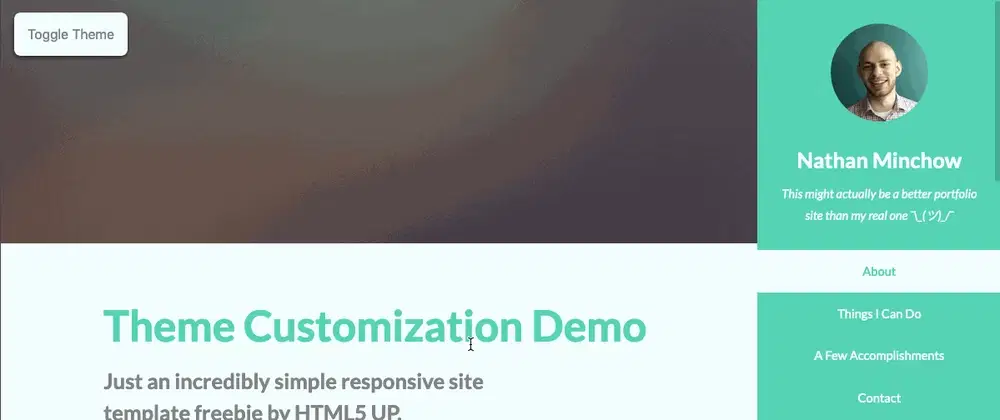 Toggle Theme
Nathan Minchow
This might actually be a better portfolio
site than my real one ¯\_(ツ)_/¯
About
Things I Can Do
A Few Accomplishments
Contact
Theme Customization Demo
Just an incredibly simple responsive site
template freebie by HTML5 UP.